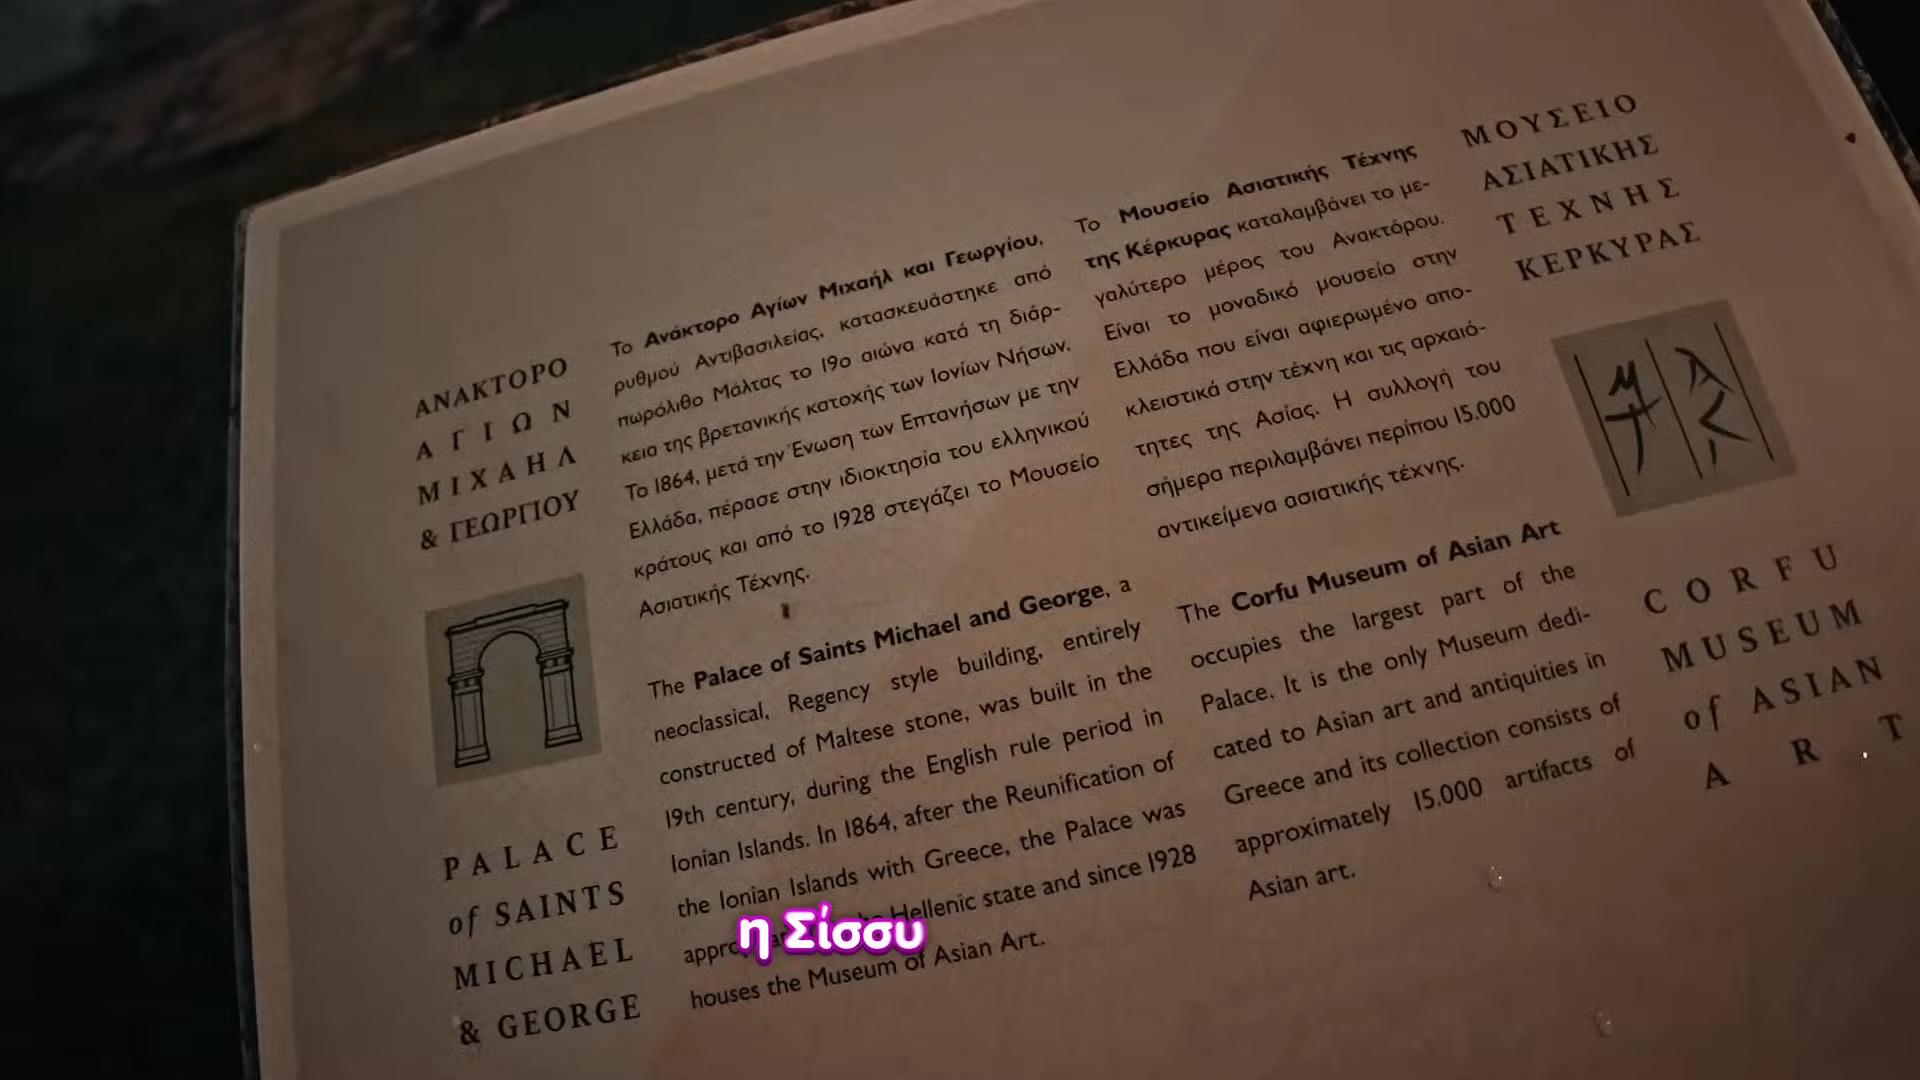 ΑΝΑΚΤΟΡΟ
ΑΓΙΩΝ
ΜΙΧΑΗΛ
& ΓΕΩΡΓΙΟΥ
Το Ανάκτορο Αγίων Μιχαήλ και Γεωργίου,
ρυθμού Αντιβασιλείας, κατασκευάστηκε από
πωρόλιθο Μάλτας το 19ο αιώνα κατά τη διάρ-
κεια της βρετανικής κατοχής των Ιονίων Νήσων.
Το 1864, μετά την Ένωση των Επτανήσων με την
Ελλάδα, πέρασε στην ιδιοκτησία του ελληνικού
κράτους και από το 1928 στεγάζει το Μουσείο
Ασιατικής Τέχνης.
Το Μουσείο Ασιατικής Τέχνης
της Κέρκυρας καταλαμβάνει το με-
γαλύτερο μέρος του Ανακτόρου.
Είναι το μοναδικό μουσείο στην
Ελλάδα που είναι αφιερωμένο απο-
κλειστικά στην τέχνη και τις αρχαιό-
τητες της Ασίας. Η συλλογή του
σήμερα περιλαμβάνει περίπου 15.000
αντικείμενα ασιατικής τέχνης.
ΜΟΥΣΕΙΟ
ΑΣΙΑΤΙΚΗΣ
ΤΕΧΝΗΣ
ΚΕΡΚΥΡΑΣ
PALACE
of SAINTS
MICHAEL
& GEORGE
The Palace of Saints Michael and George, a
neoclassical, Regency style building, entirely
constructed of Maltese stone, was built in the
19th century, during the English rule period in
Ionian Islands. In 1864, after the Reunification of
the Ionian Islands with Greece, the Palace was
Hellenic state and since 1928
houses the Museum of Asian Art.
The Corfu Museum of Asian Art
occupies the largest part of the
Palace. It is the only Museum dedi-
cated to Asian art and antiquities in
Greece and its collection consists of
approximately 15.000 artifacts of
Asian art.
CORFU
MUSEUM
of ASIAN
ART
η Σίσσυ